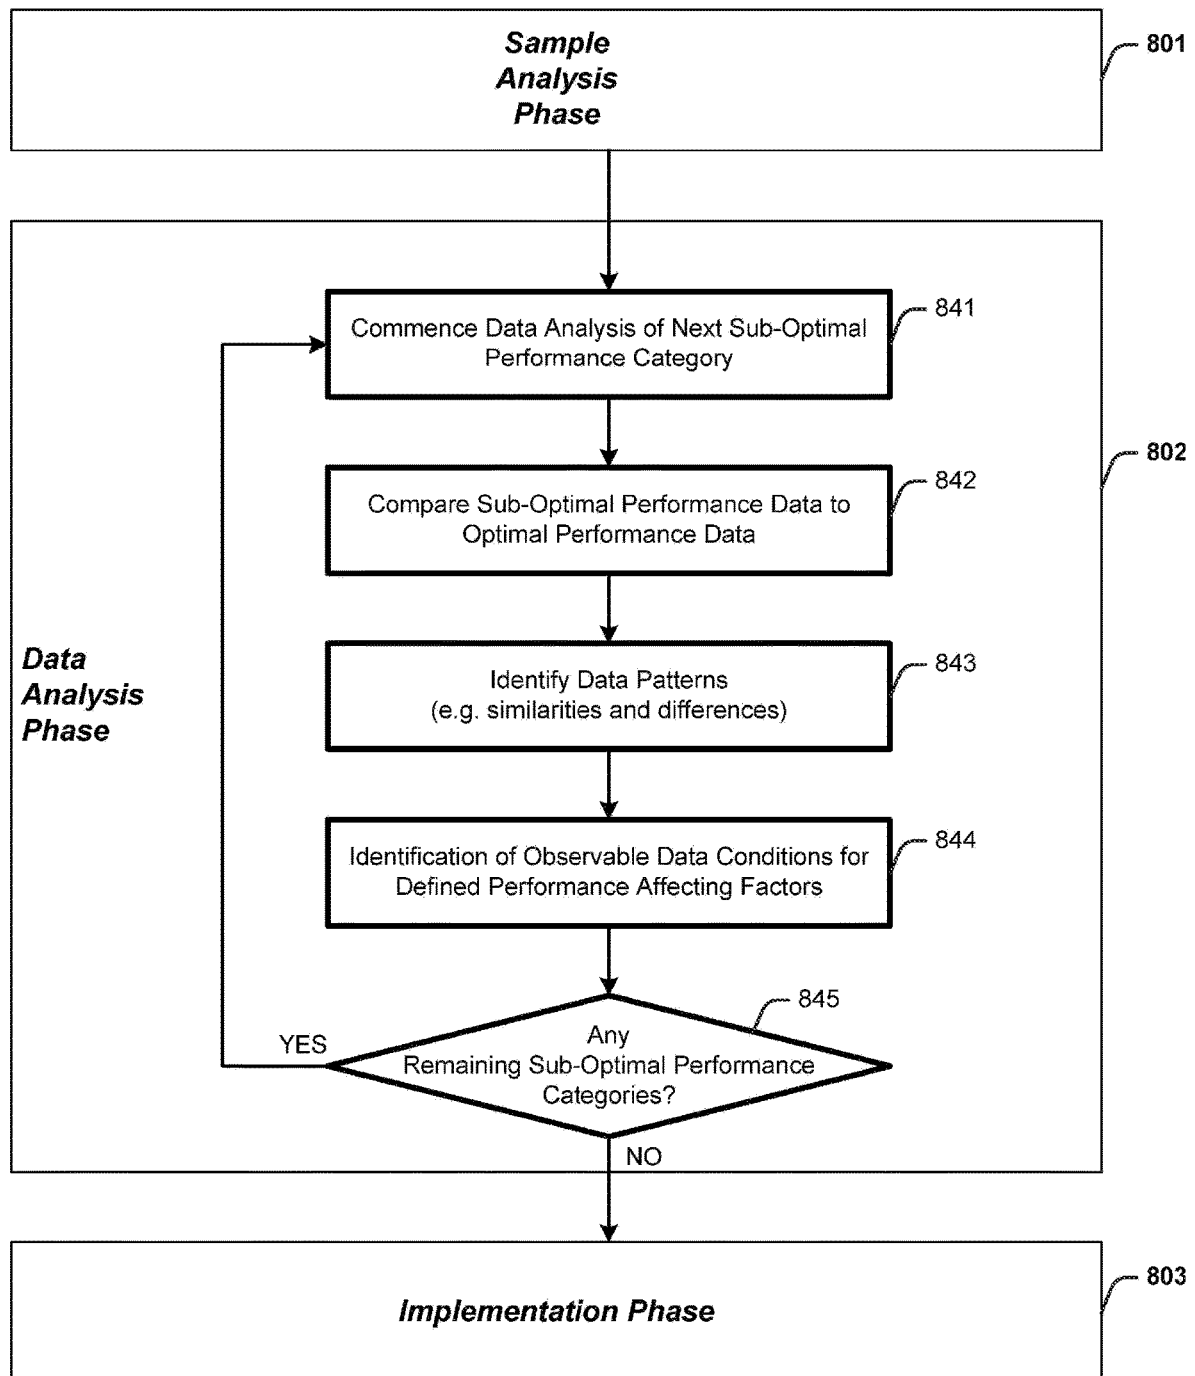 Sample
Analysis
Phase
801
Commence Data Analysis of Next Sub-Optimal
Performance Category
841
802
Compare Sub-Optimal Performance Data to
Optimal Performance Data
842
Data
Analysis
Phase
Identify Data Patterns
(e.g. similarities and differences)
843
Identification of Observable Data Conditions for
Defined Performance Affecting Factors
844
845
YES
Any
Remaining Sub-Optimal Performance
Categories?
NO
Implementation Phase
803